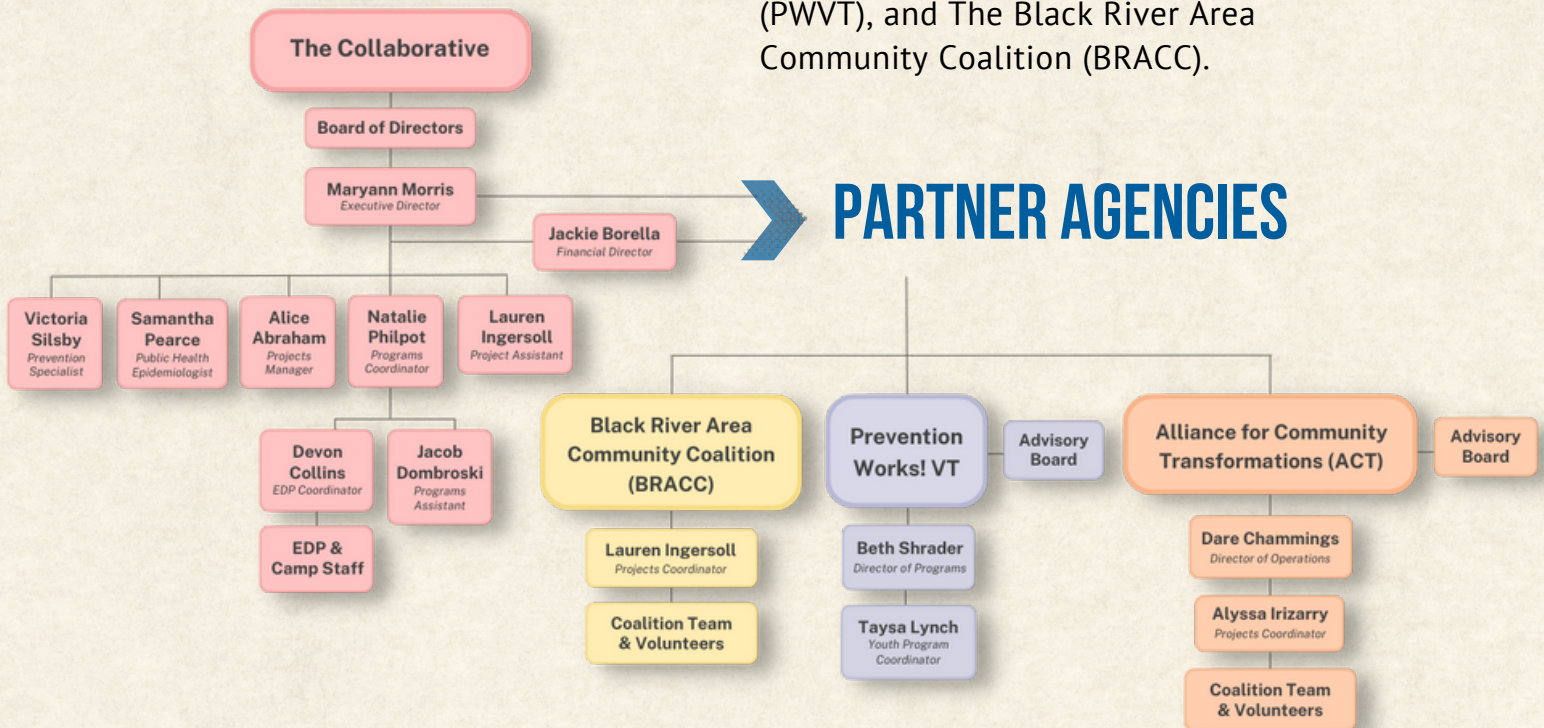 (PWVT), and The Black River Area
Community Coalition (BRACC).
The Collaborative
Board of Directors
Maryann Morris
Executive Director
Jackie Borella
Financial Director
PARTNER AGENCIES
Victoria
Silsby
Prevention
Specialist
Samantha
Pearce
Public Health
Epidemiologist
Alice
Abraham
Projects
Manager
Natalie
Philpot
Programs
Coordinator
Lauren
Ingersoll
Project Assistant
Devon
Collins
EDP Coordinator
Jacob
Dombroski
Programs
Assistant
EDP &
Camp Staff
Black River Area
Community Coalition
(BRACC)
Lauren Ingersoll
Projects Coordinator
Coalition Team
& Volunteers
Prevention
Works! VT
Advisory
Board
Beth Shrader
Director of Programs
Taysa Lynch
Youth Program
Coordinator
Alliance for Community
Transformations (ACT)
Advisory
Board
Dare Chammings
Director of Operations
Alyssa Irizarry
Projects Coordinator
Coalition Team
& Volunteers